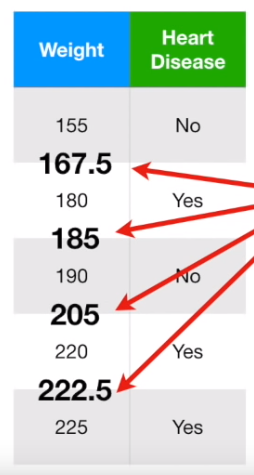 Weight Heart Disease
155 No
167.5
180 Yes
185
190 No
205
220 Yes
222.5
225 Yes